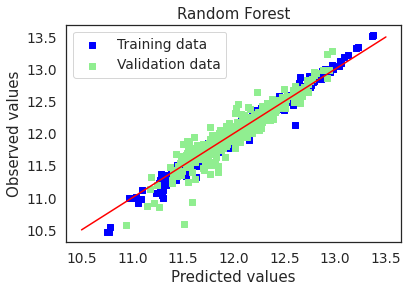 Random Forest
Training data
Validation data
Observed values
13.5
13.0
12.5
12.0
11.5
11.0
10.5
10.5 11.0 11.5 12.0 12.5 13.0 13.5
Predicted values